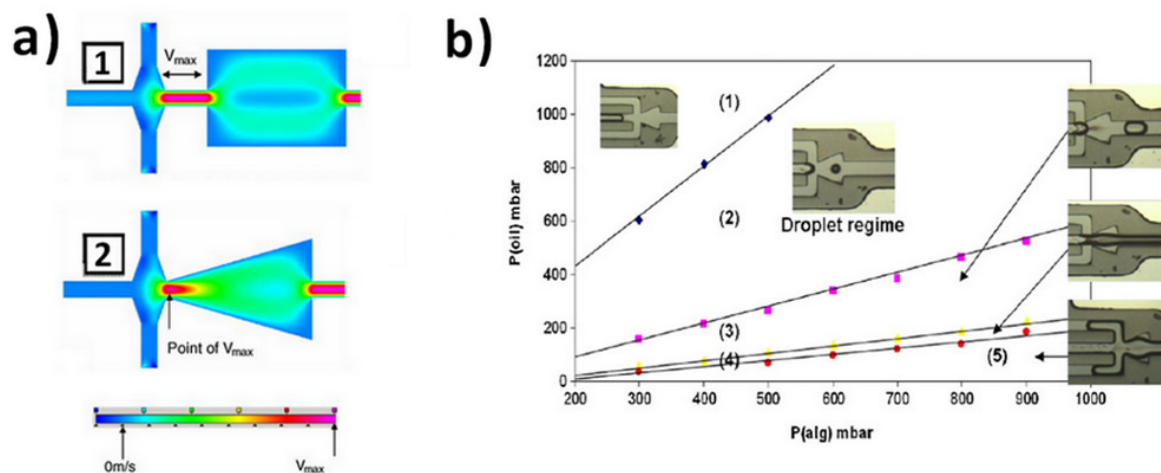 a)
1
Vmax
2
Point of Vmax
0m/s
Vmax
b)
P(oil) mbar
1200
1000
800
600
400
200
0
(1)
(2)
Droplet regime
(3)
(4)
(5)
200 300 400 500 600 700 800 900 1000
P(alg) mbar